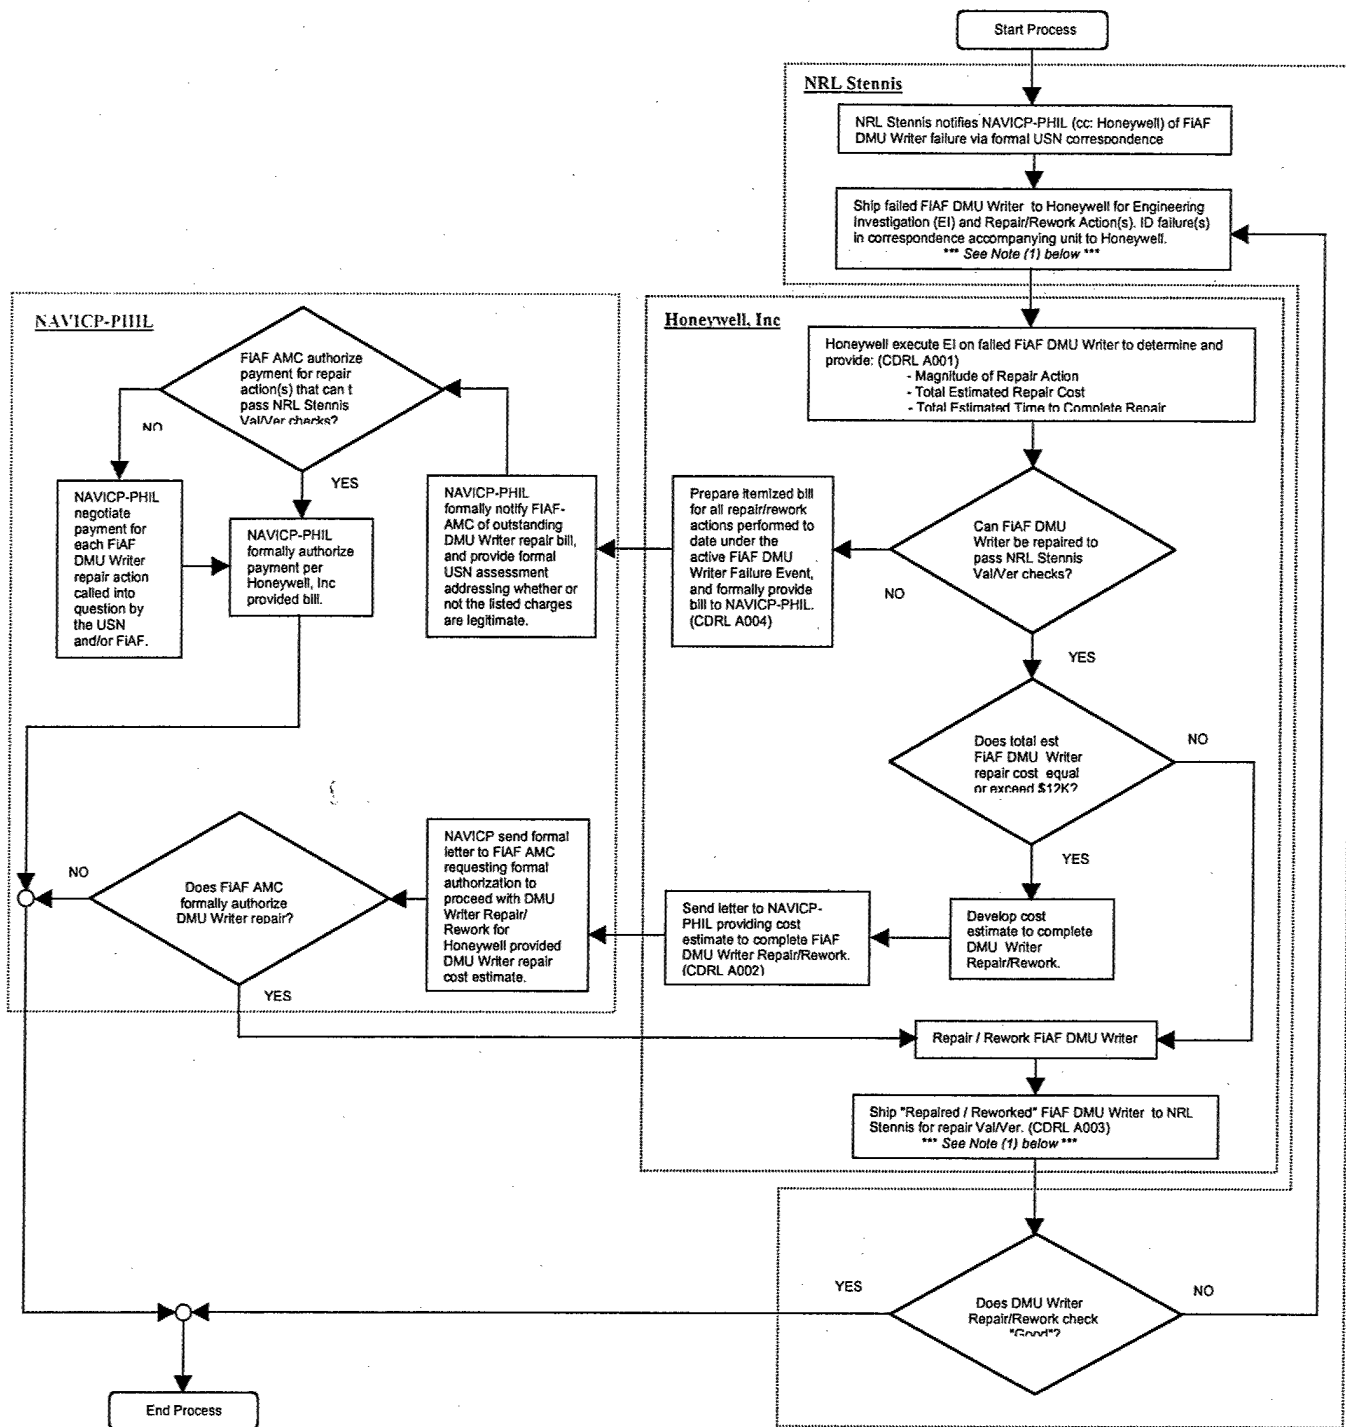 Start Process
NRL Stennis
NRL Stennis notifies NAVICP-PHIL (cc: Honeywell) of FiAF
DMU Writer failure via formal USN correspondence
Ship failed FiAF DMU Writer to Honeywell for Engineering
Investigation (EI) and Repair/Rework Action(s). ID failure(s)
in correspondence accompanying unit to Honeywell.
*** See Note (1) below ***
NAVICP-PHIL
FiAF AMC authorize
payment for repair
action(s) that can t
pass NRL Stennis
Val/Ver checks?
NO
YES
NAVICP-PHIL
negotiate
payment for
each FiAF
DMU Writer
repair action
called into
question by
the USN
and/or FiAF.
NAVICP-PHIL
formally authorize
payment per
Honeywell, Inc
provided bill.
NAVICP-PHIL
formally notify FiAF-
AMC of outstanding
DMU Writer repair bill,
and provide formal
USN assessment
addressing whether or
not the listed charges
are legitimate.
Honeywell, Inc
Honeywell execute EI on failed FiAF DMU Writer to determine and
provide: (CDRL A001)
- Magnitude of Repair Action
- Total Estimated Repair Cost
- Total Estimated Time to Complete Repair
Prepare itemized bill
for all repair/rework
actions performed to
date under the
active FiAF DMU
Writer Failure Event,
and formally provide
bill to NAVICP-PHIL.
(CDRL A004)
Can FiAF DMU
Writer be repaired to
pass NRL Stennis
Val/Ver checks?
NO
YES
Does total est
FiAF DMU Writer
repair cost equal
or exceed $12K?
NO
YES
Develop cost
estimate to complete
DMU Writer
Repair/Rework.
Send letter to NAVICP-
PHIL providing cost
estimate to complete FiAF
DMU Writer Repair/Rework.
(CDRL A002)
NAVICP send formal
letter to FiAF AMC
requesting formal
authorization to
proceed with DMU
Writer Repair/
Rework for
Honeywell provided
DMU Writer repair
cost estimate.
Does FiAF AMC
formally authorize
DMU Writer repair?
NO
YES
Repair / Rework FiAF DMU Writer
Ship "Repaired / Reworked" FiAF DMU Writer to NRL
Stennis for repair Val/Ver. (CDRL A003)
*** See Note (1) below ***
Does DMU Writer
Repair/Rework check
"Good"?
YES
NO
End Process